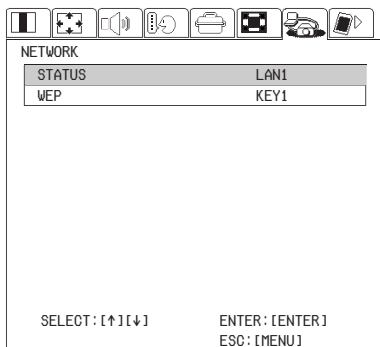 NETWORK
STATUS LAN1
WEP KEY1
SELECT:[↑][↓] ENTER:[ENTER]
ESC:[MENU]